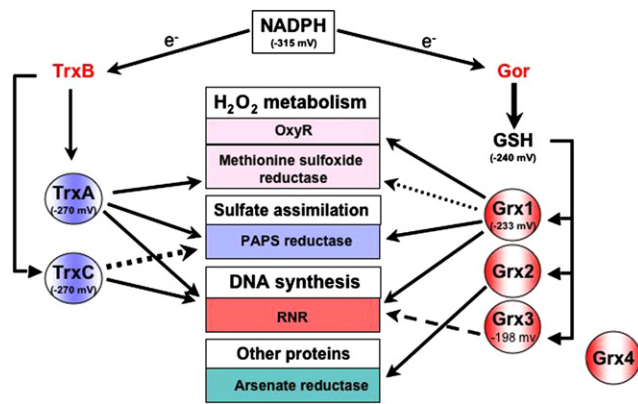 NADPH
(-315 mV)
e-
e-
TrxB
Gor
H2O2 metabolism
OxyR
Methionine sulfoxide
reductase
GSH
(-240 mV)
TrxA
(-270 mV)
Sulfate assimilation
PAPS reductase
Grx1
(-233 mV)
TrxC
(-270 mV)
DNA synthesis
RNR
Grx2
Grx3
-198 mv
Other proteins
Arsenate reductase
Grx4